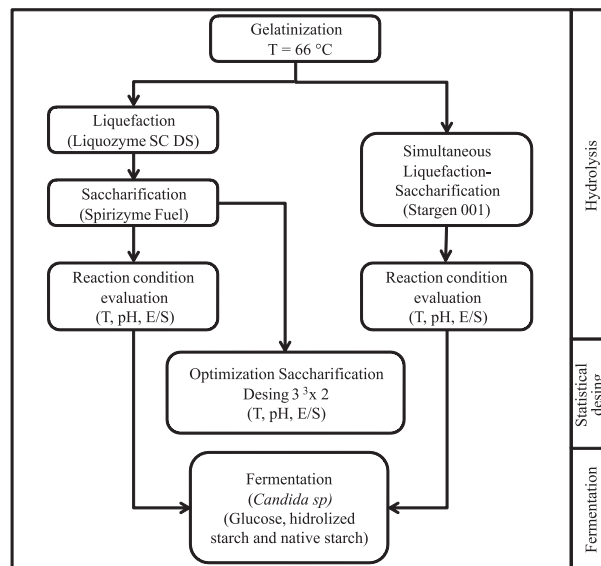 Gelatinization
T = 66 °C
Liquefaction
(Liquozyme SC DS)
Saccharification
(Spirizyme Fuel)
Reaction condition
evaluation
(T, pH, E/S)
Simultaneous
Liquefaction-
Saccharification
(Stargen 001)
Reaction condition
evaluation
(T, pH, E/S)
Optimization Saccharification
Desing 3 ³x 2
(T, pH, E/S)
Fermentation
(Candida sp)
(Glucose, hidrolized
starch and native starch)
Hydrolysis
Statistical
desing
Fermentation